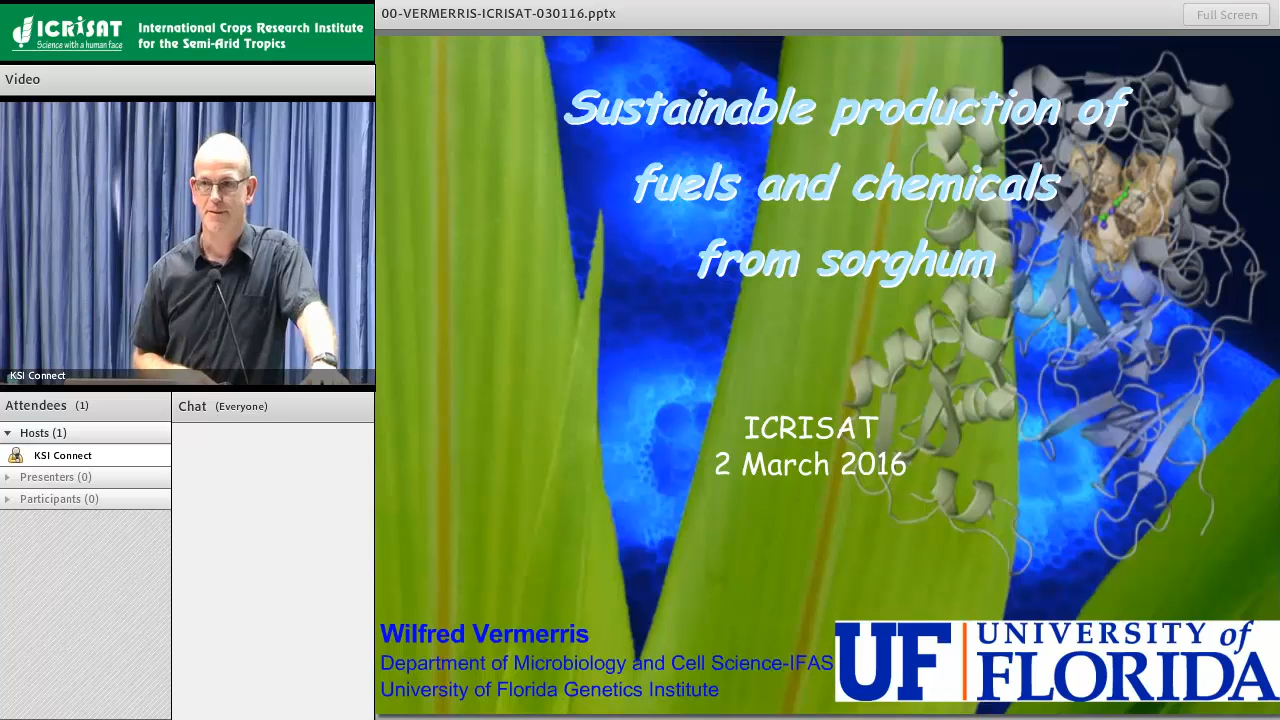 ICRISAT
Science with a human face
International Crops Research Institute
for the Semi-Arid Tropics
00-VERMERRIS-ICRISAT-030116.pptx
Full Screen
Video
KSI Connect
Attendees (1)
Hosts (1)
KSI Connect
Presenters (0)
Participants (0)
Chat (Everyone)
Sustainable production of
fuels and chemicals
from sorghum
ICRISAT
2 March 2016
Wilfred Vermerris
Department of Microbiology and Cell Science-IFAS
University of Florida Genetics Institute
UF UNIVERSITY of
FLORIDA